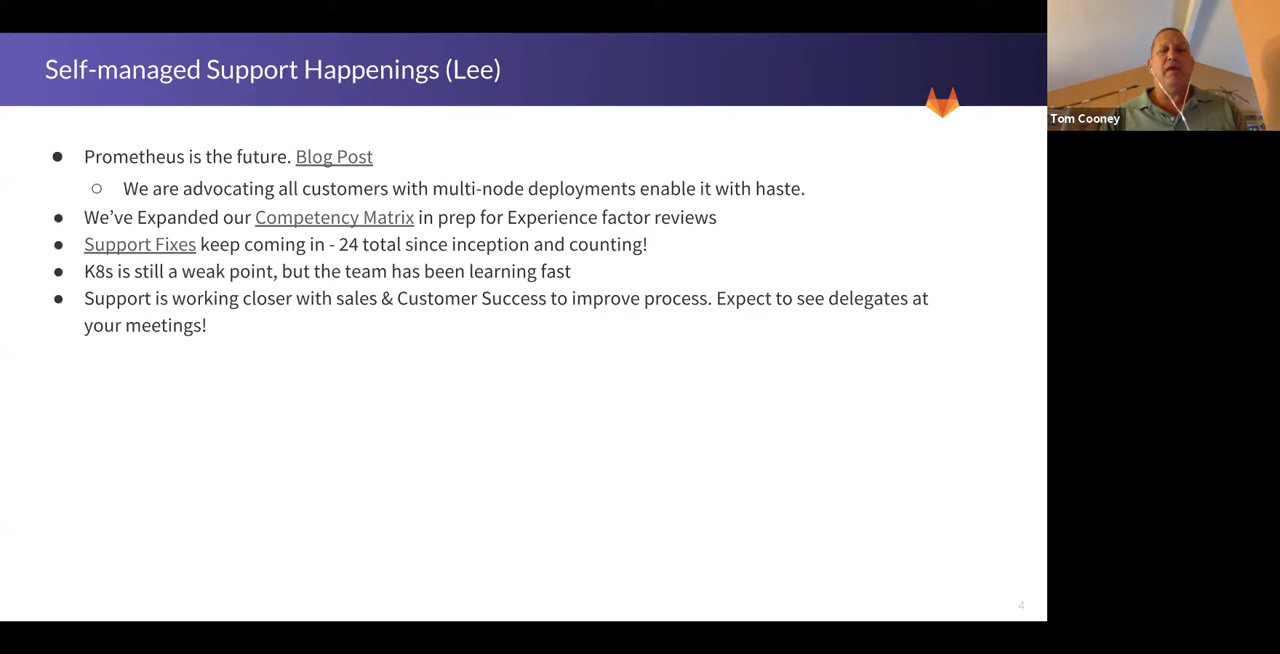 Self-managed Support Happenings (Lee)
Tom Cooney
● Prometheus is the future. Blog Post
○ We are advocating all customers with multi-node deployments enable it with haste.
● We’ve Expanded our Competency Matrix in prep for Experience factor reviews
● Support Fixes keep coming in - 24 total since inception and counting!
● K8s is still a weak point, but the team has been learning fast
● Support is working closer with sales & Customer Success to improve process. Expect to see delegates at
your meetings!
4